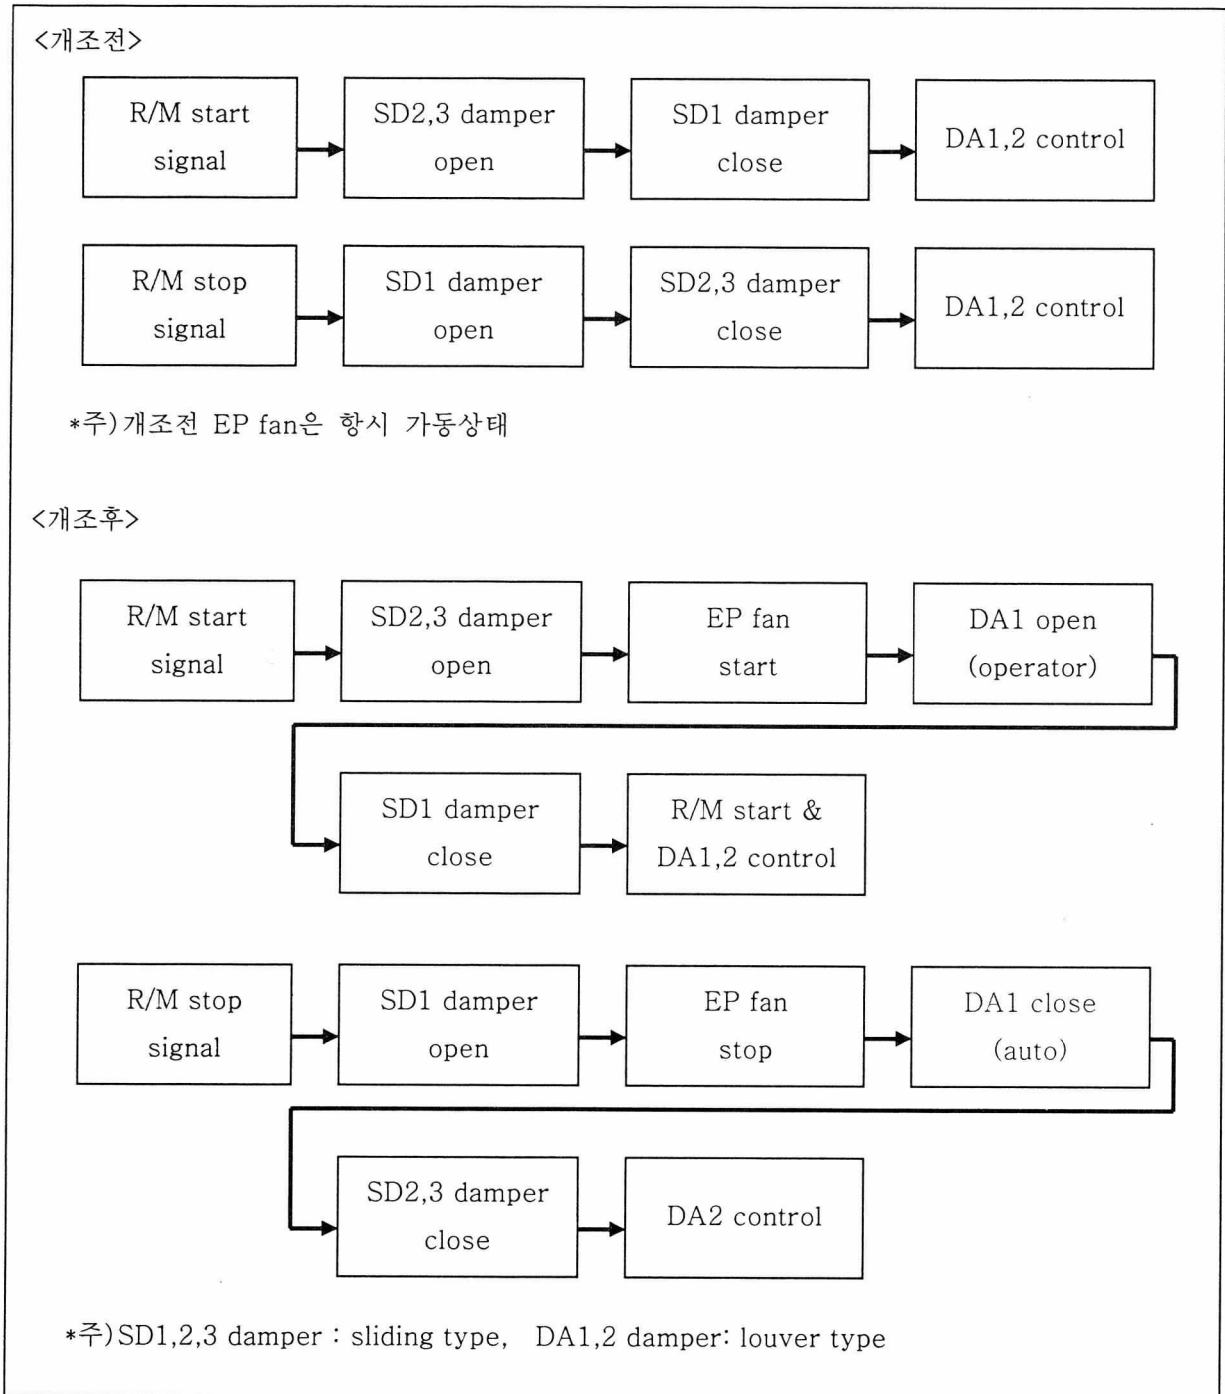 <개조전>
R/M start
signal
SD2,3 damper
open
SD1 damper
close
DA1,2 control
R/M stop
signal
SD1 damper
open
SD2,3 damper
close
DA1,2 control
*주)개조전 EP fan은 항시 가동상태
<개조후>
R/M start
signal
SD2,3 damper
open
EP fan
start
DA1 open
(operator)
SD1 damper
close
R/M start &
DA1,2 control
R/M stop
signal
SD1 damper
open
EP fan
stop
DA1 close
(auto)
SD2,3 damper
close
DA2 control
*주)SD1,2,3 damper : sliding type, DA1,2 damper: louver type